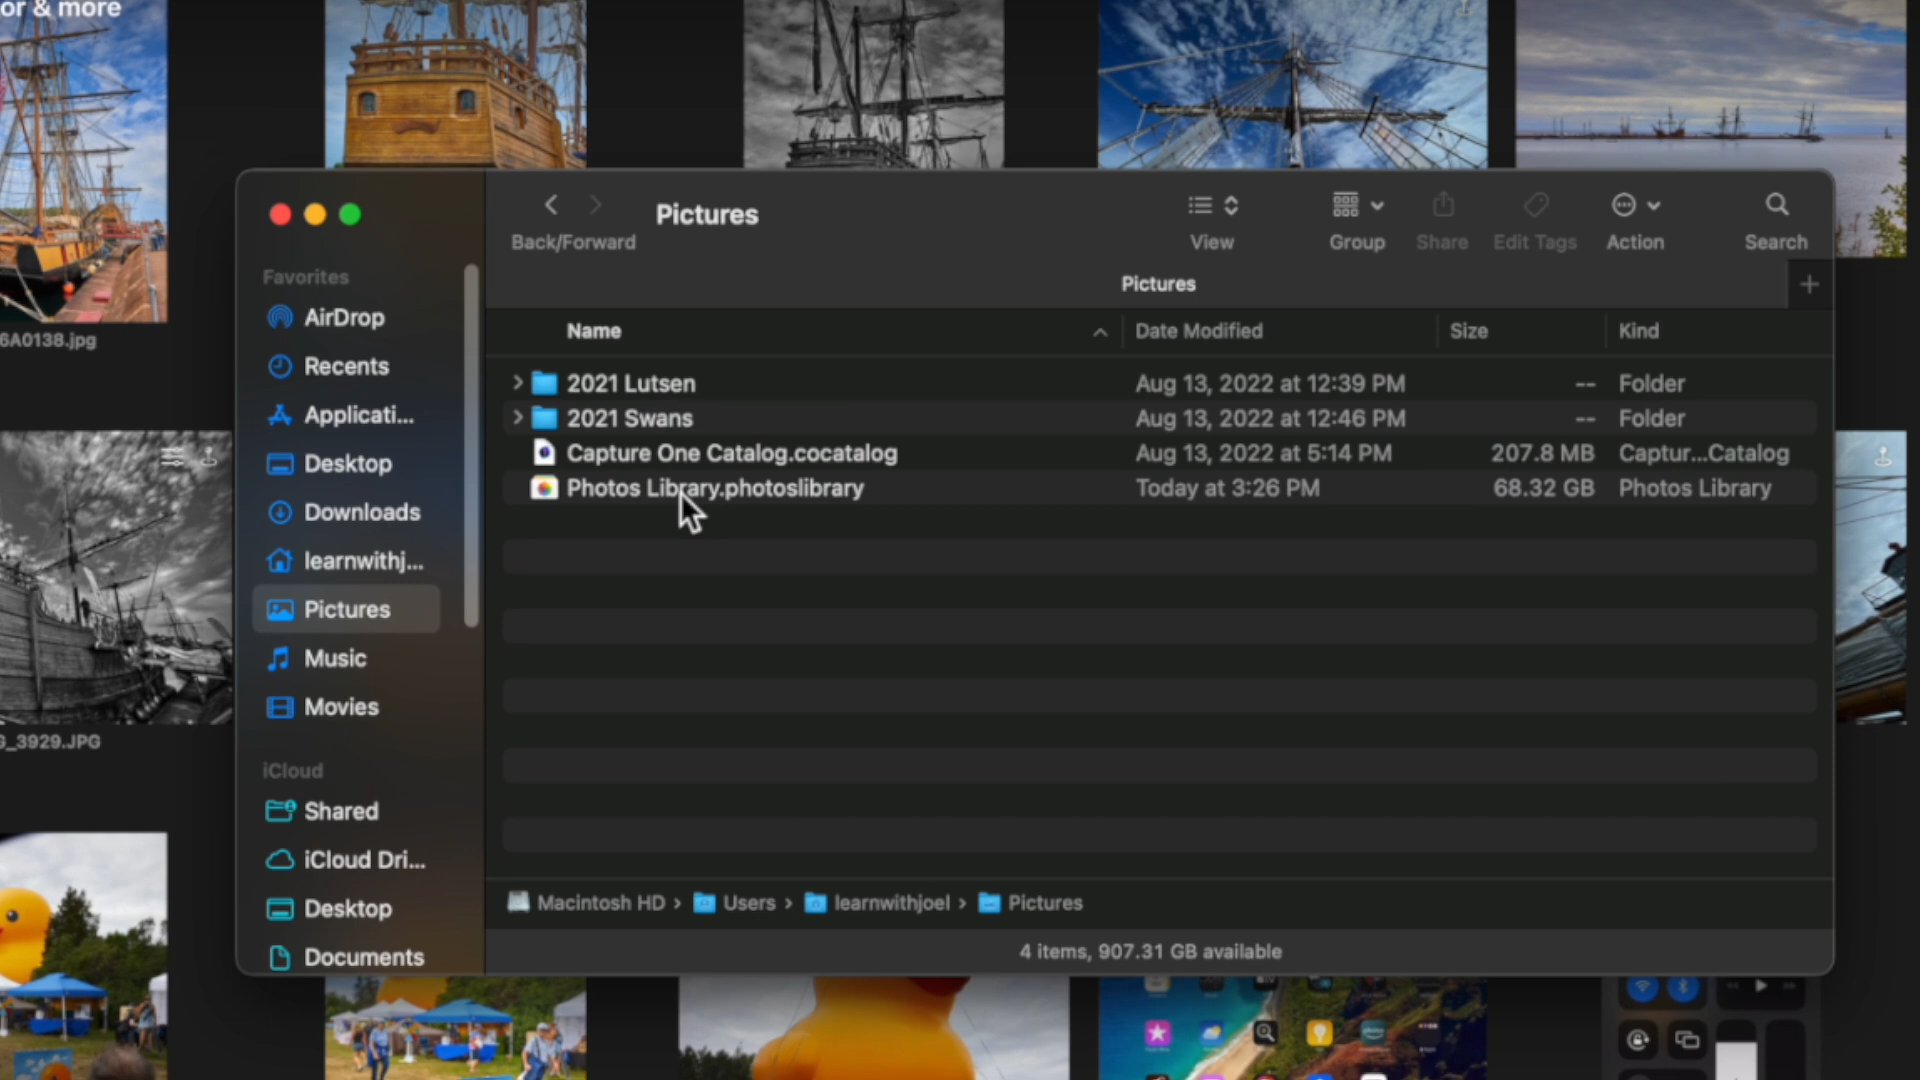 or & more
6A0138.jpg
G_3929.JPG
Favorites
AirDrop
Recents
Applicati...
Desktop
Downloads
learnwithj...
Pictures
Music
Movies
iCloud
Shared
iCloud Dri...
Desktop
Documents
Back/Forward
Pictures
View
Group
Share
Edit Tags
Action
Search
Pictures
Name Date Modified Size Kind
2021 Lutsen Aug 13, 2022 at 12:39 PM -- Folder
2021 Swans Aug 13, 2022 at 12:46 PM -- Folder
Capture One Catalog.cocatalog Aug 13, 2022 at 5:14 PM 207.8 MB Captur...Catalog
Photos Library.photoslibrary Today at 3:26 PM 68.32 GB Photos Library
Macintosh HD › Users › learnwithjoel › Pictures
4 items, 907.31 GB available